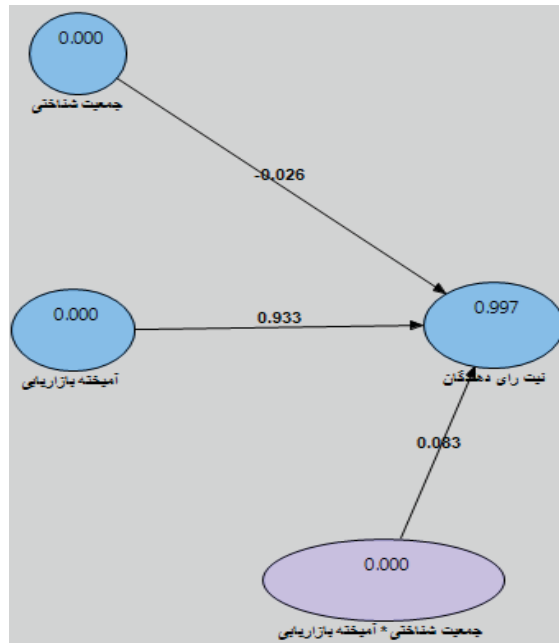 0.000
جمعیت شناختی
-0.026
0.000
آمیخته بازاریابی
0.933
0.997
نیت رای دهندگان
0.083
0.000
جمعیت شناختی * آمیخته بازاریابی